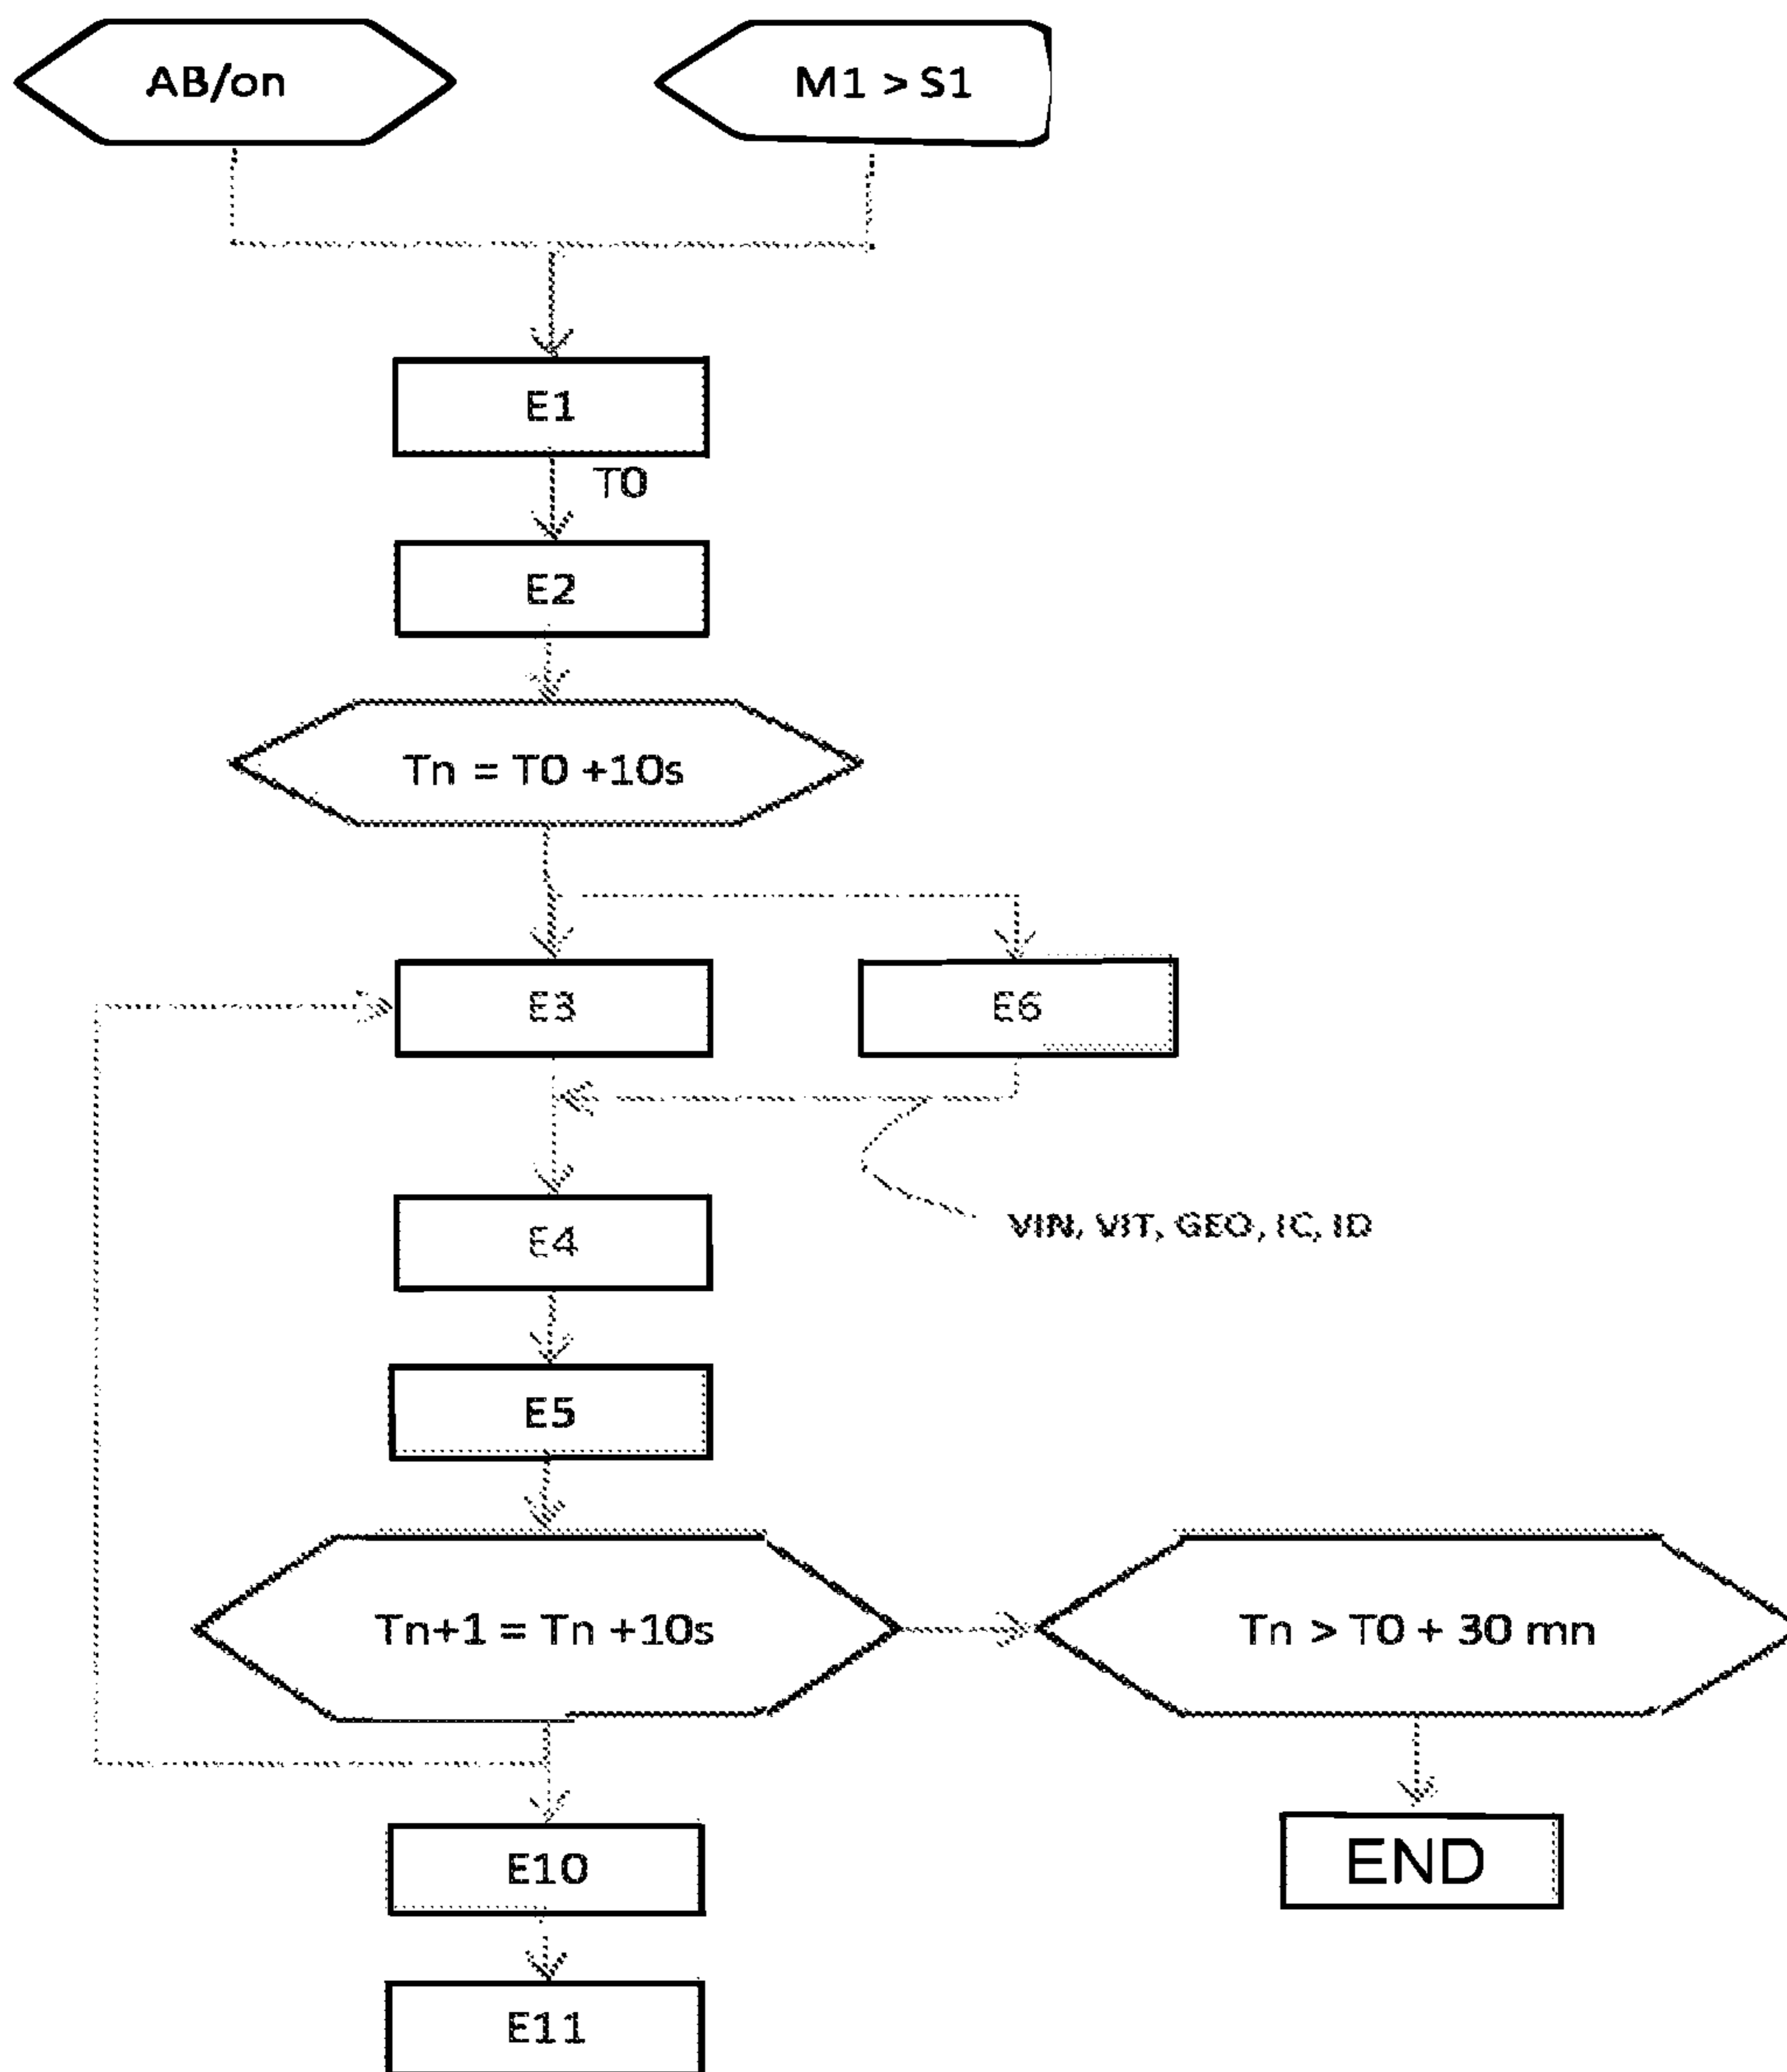 AB/on
M1 > S1
E1
T0
E2
Tn = T0 +10s
E3
E6
E4
VIN, VIT, GEO, IC, ID
E5
Tn+1 = Tn +10s
Tn > T0 + 30 mn
E10
END
E11